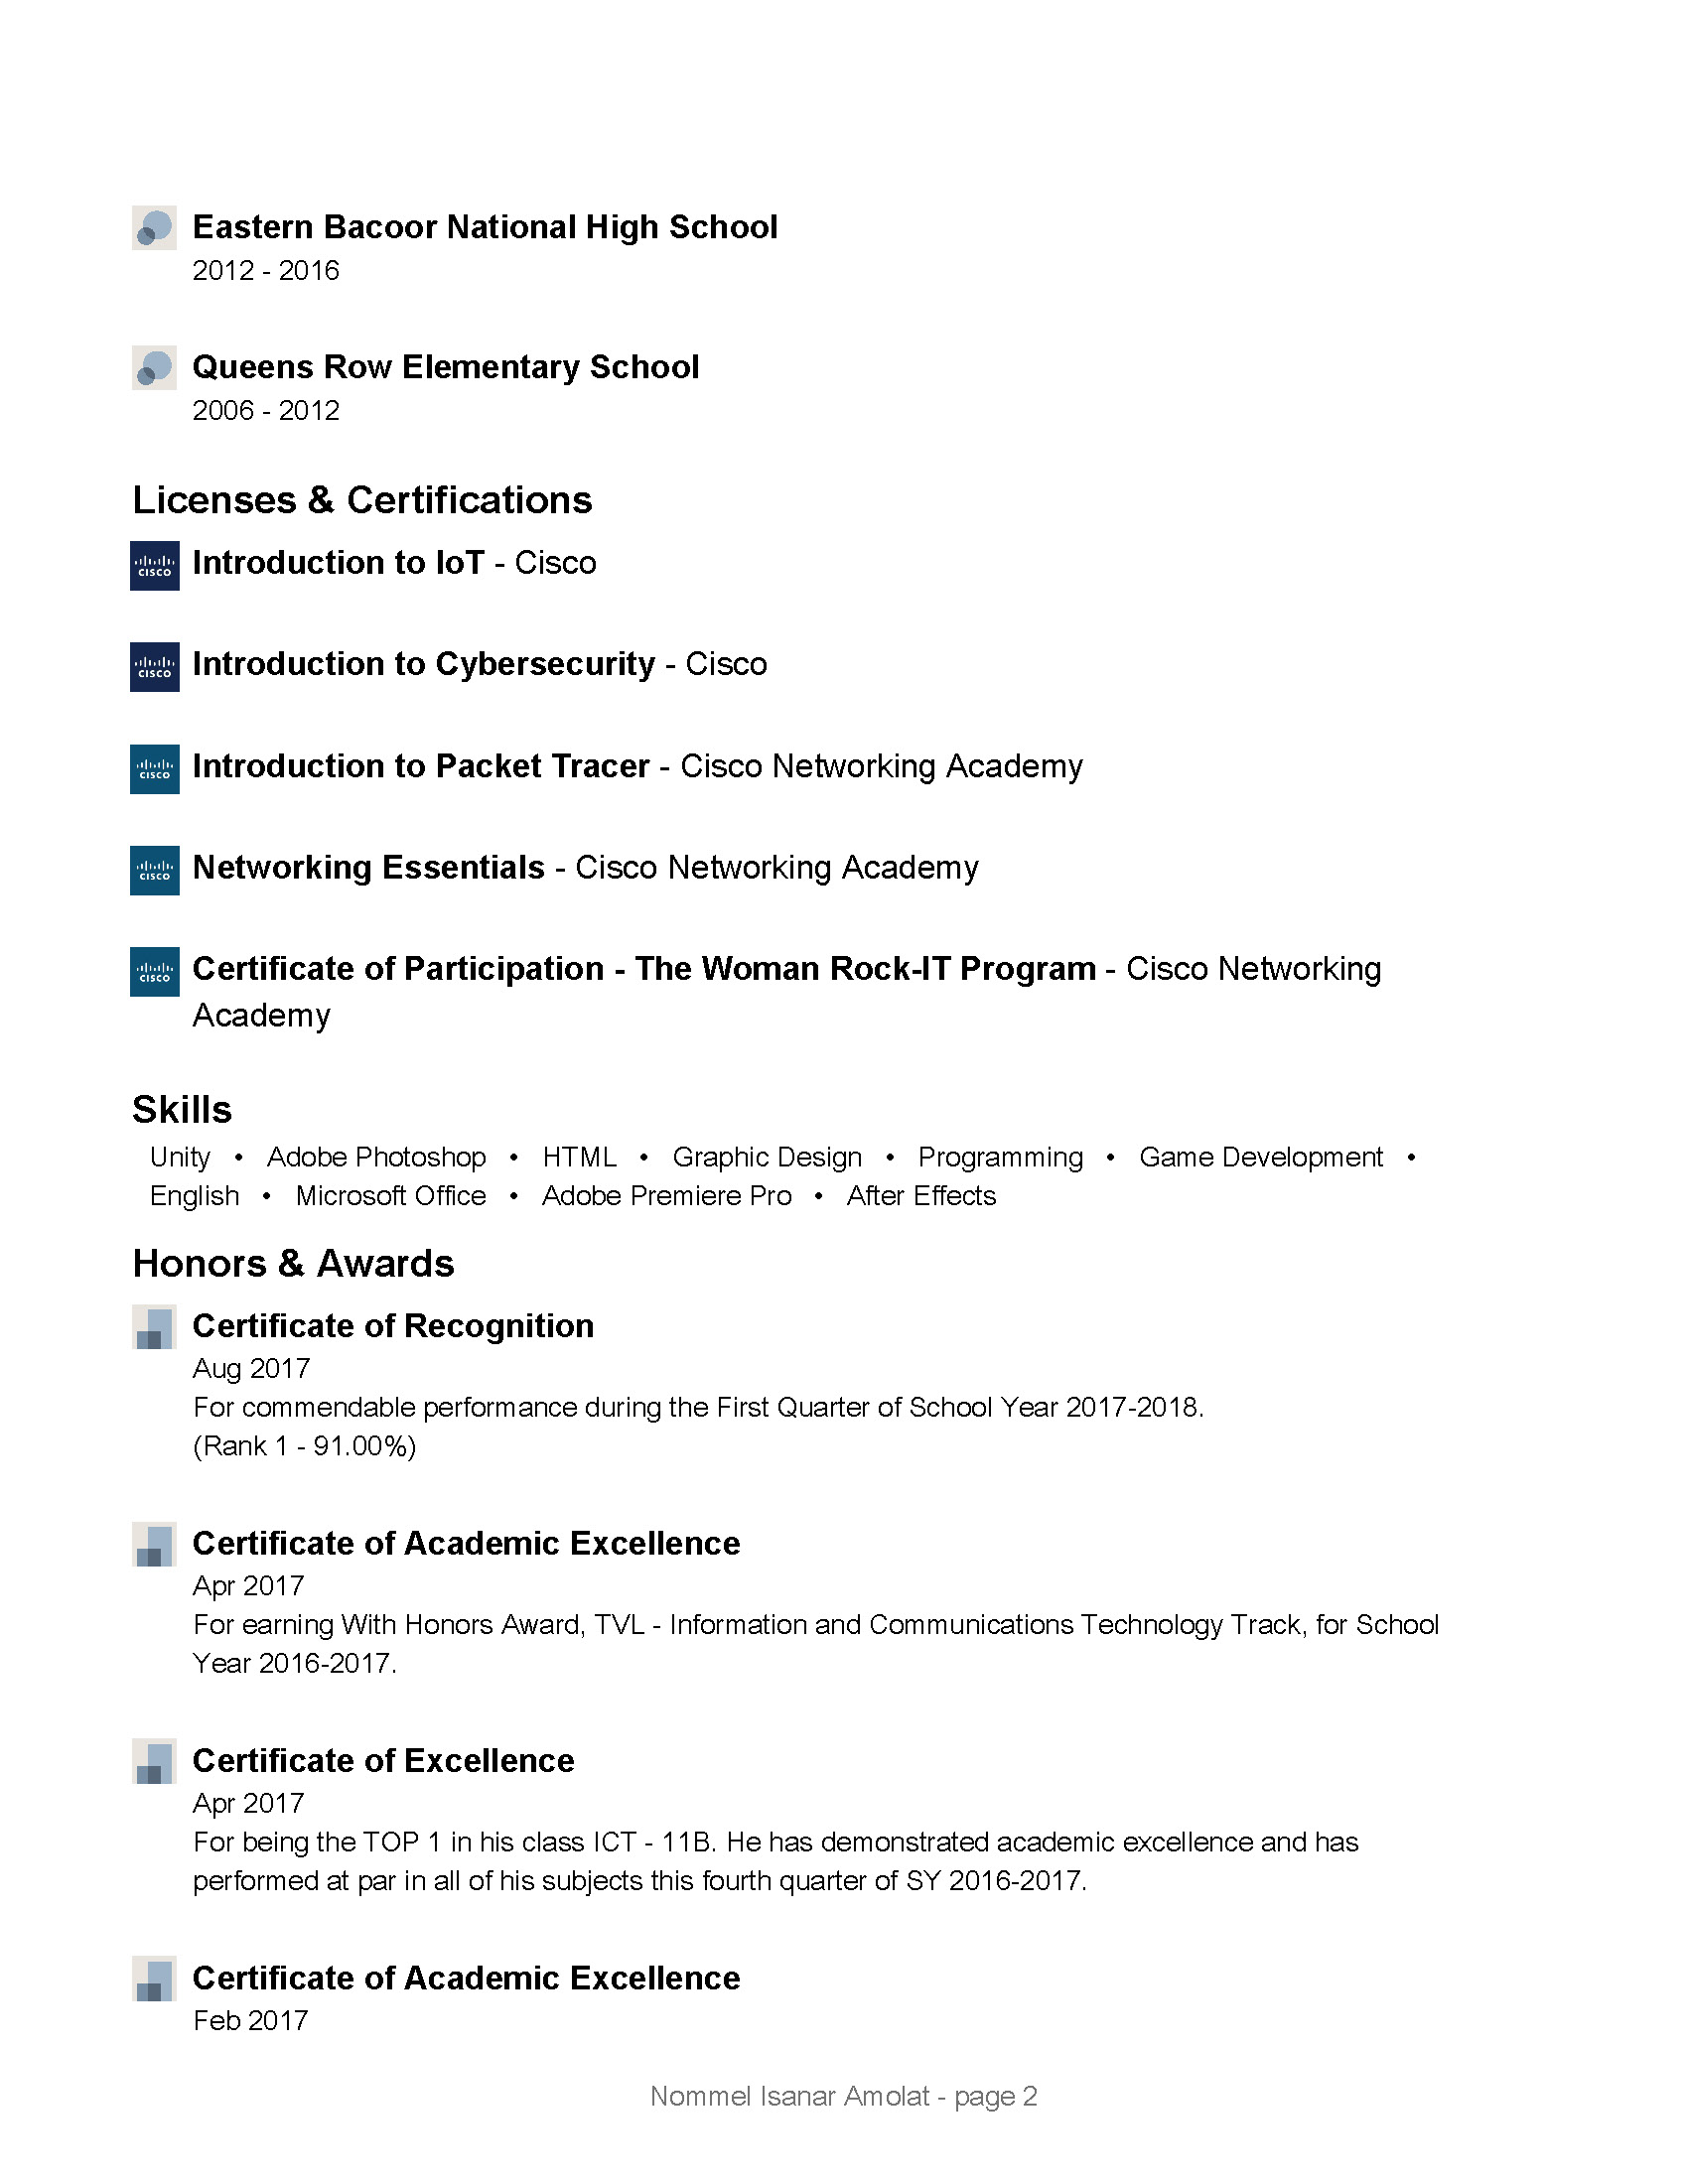 Eastern Bacoor National High School
2012 - 2016
Queens Row Elementary School
2006 - 2012
Licenses & Certifications
CISCO Introduction to IoT - Cisco
CISCO Introduction to Cybersecurity - Cisco
CISCO Introduction to Packet Tracer - Cisco Networking Academy
CISCO Networking Essentials - Cisco Networking Academy
CISCO Certificate of Participation - The Woman Rock-IT Program - Cisco Networking
Academy
Skills
Unity • Adobe Photoshop • HTML • Graphic Design • Programming • Game Development •
English • Microsoft Office • Adobe Premiere Pro • After Effects
Honors & Awards
Certificate of Recognition
Aug 2017
For commendable performance during the First Quarter of School Year 2017-2018.
(Rank 1 - 91.00%)
Certificate of Academic Excellence
Apr 2017
For earning With Honors Award, TVL - Information and Communications Technology Track, for School
Year 2016-2017.
Certificate of Excellence
Apr 2017
For being the TOP 1 in his class ICT - 11B. He has demonstrated academic excellence and has
performed at par in all of his subjects this fourth quarter of SY 2016-2017.
Certificate of Academic Excellence
Feb 2017
Nommel Isanar Amolat - page 2